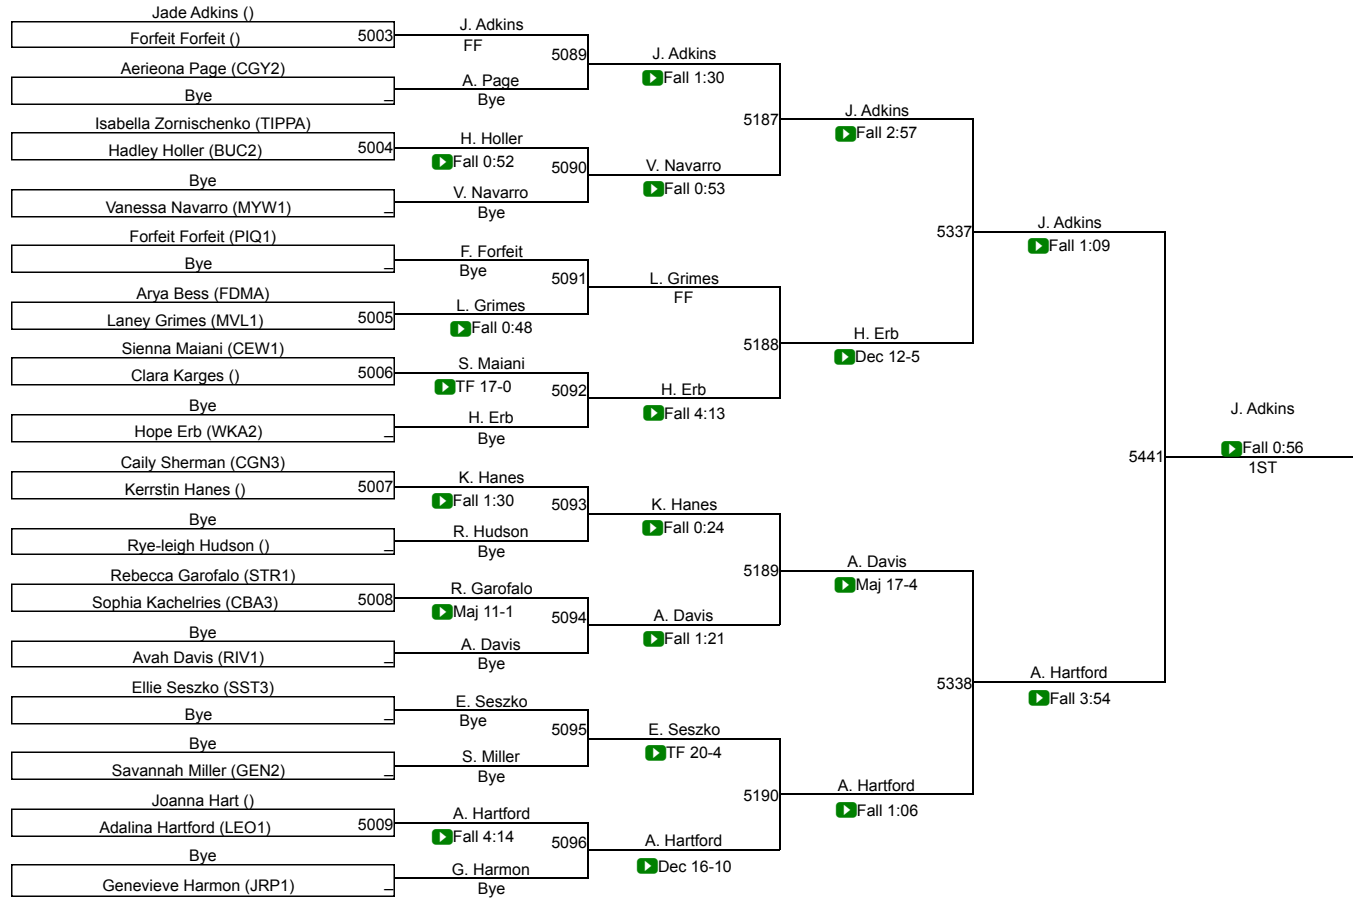 Jade Adkins ()
Forfeit Forfeit ()
5003
Aerieona Page (CGY2)
Bye
_
Isabella Zornischenko (TIPPA)
Hadley Holler (BUC2)
5004
Bye
Vanessa Navarro (MYW1)
_
Forfeit Forfeit (PIQ1)
Bye
_
Arya Bess (FDMA)
Laney Grimes (MVL1)
5005
Sienna Maiani (CEW1)
Clara Karges ()
5006
Bye
Hope Erb (WKA2)
_
Caily Sherman (CGN3)
Kerrstin Hanes ()
5007
Bye
Rye-leigh Hudson ()
_
Rebecca Garofalo (STR1)
Sophia Kachelries (CBA3)
5008
Bye
Avah Davis (RIV1)
_
Ellie Seszko (SST3)
Bye
_
Bye
Savannah Miller (GEN2)
_
Joanna Hart ()
Adalina Hartford (LEO1)
5009
Bye
Genevieve Harmon (JRP1)
_
J. Adkins
FF
5089
A. Page
Bye
H. Holler
Fall 0:52
5090
V. Navarro
Bye
F. Forfeit
Bye
5091
L. Grimes
Fall 0:48
S. Maiani
TF 17-0
5092
H. Erb
Bye
K. Hanes
Fall 1:30
5093
R. Hudson
Bye
R. Garofalo
Maj 11-1
5094
A. Davis
Bye
E. Seszko
Bye
5095
S. Miller
Bye
A. Hartford
Fall 4:14
5096
G. Harmon
Bye
J. Adkins
Fall 1:30
5187
V. Navarro
Fall 0:53
L. Grimes
FF
5188
H. Erb
Fall 4:13
K. Hanes
Fall 0:24
5189
A. Davis
Fall 1:21
E. Seszko
TF 20-4
5190
A. Hartford
Dec 16-10
J. Adkins
Fall 2:57
5337
H. Erb
Dec 12-5
A. Davis
Maj 17-4
5338
A. Hartford
Fall 1:06
J. Adkins
Fall 1:09
5441
A. Hartford
Fall 3:54
J. Adkins
Fall 0:56
1ST